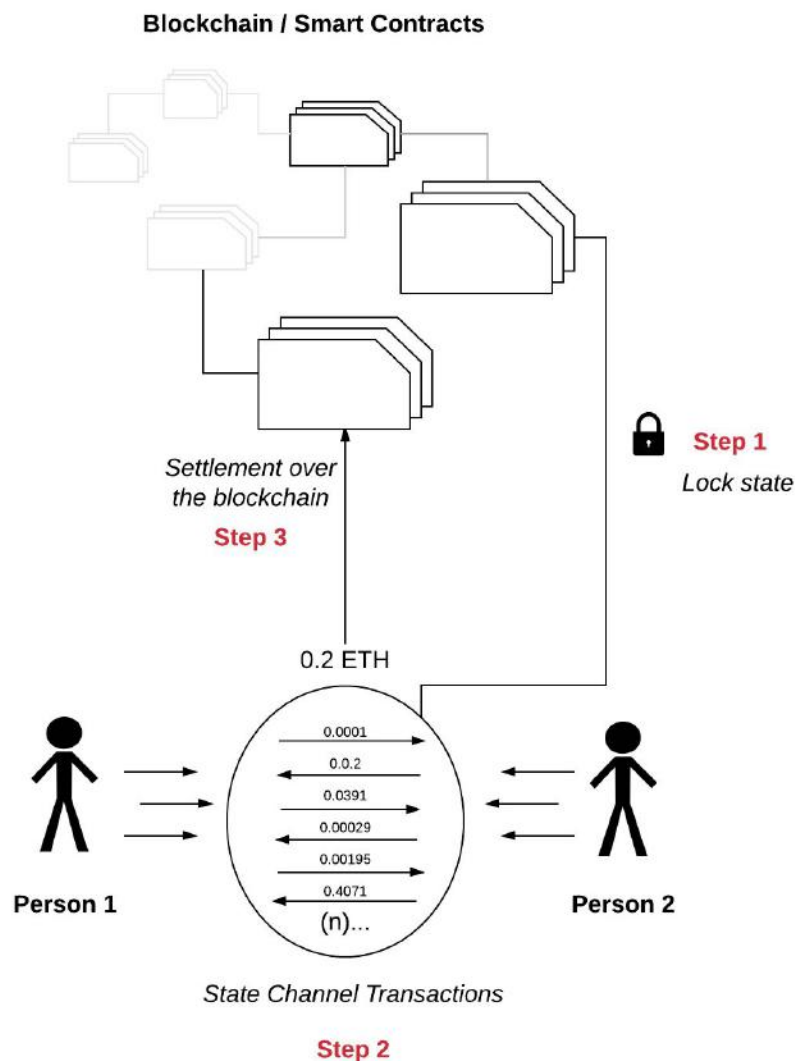 Blockchain / Smart Contracts
Step 1
Lock state
Settlement over
the blockchain
Step 3
0.2 ETH
0.0001
0.0.2
0.0391
0.00029
0.00195
0.4071
(n)...
Person 1
Person 2
State Channel Transactions
Step 2